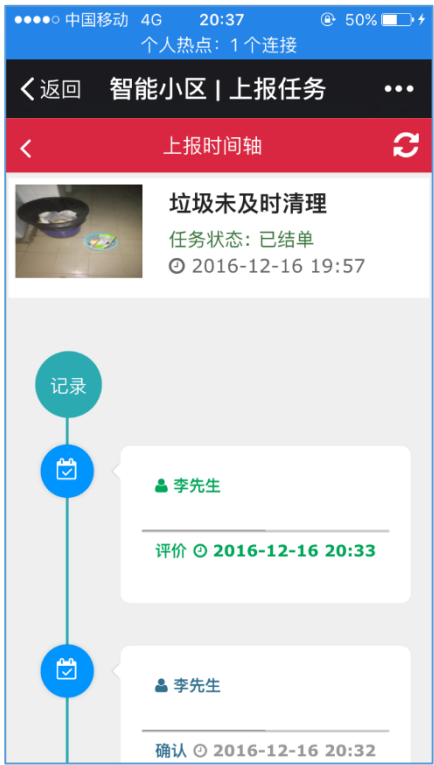 中国移动 4G 20:37 50%
个人热点：1 个连接
返回 智能小区 | 上报任务
上报时间轴
垃圾未及时清理
任务状态：已结单
2016-12-16 19:57
记录
李先生
评价 2016-12-16 20:33
李先生
确认 2016-12-16 20:32